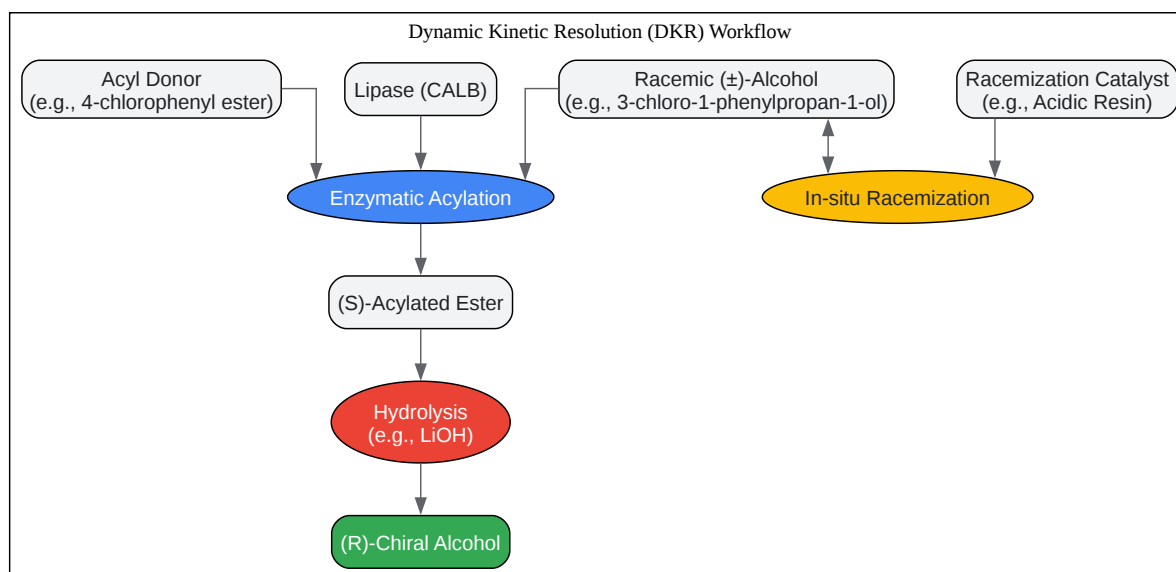 Dynamic Kinetic Resolution (DKR) Workflow
Acyl Donor
(e.g., 4-chlorophenyl ester)
Lipase (CALB)
Racemic (±)-Alcohol
(e.g., 3-chloro-1-phenylpropan-1-ol)
Racemization Catalyst
(e.g., Acidic Resin)
Enzymatic Acylation
In-situ Racemization
(S)-Acylated Ester
Hydrolysis
(e.g., LiOH)
(R)-Chiral Alcohol